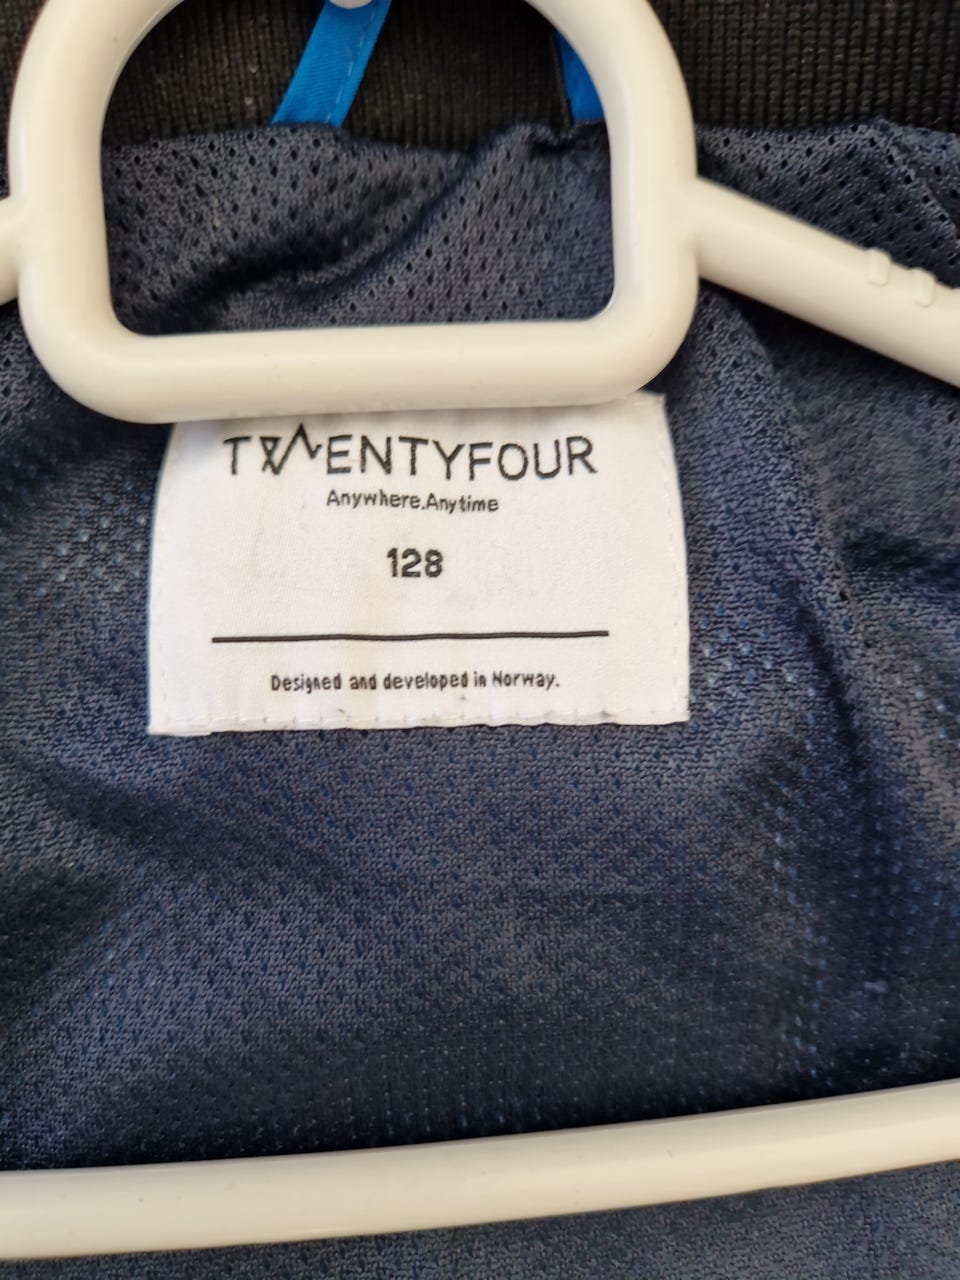 TWENTYFOUR
Anywhere.Anytime
128
Designed and developed in Norway.